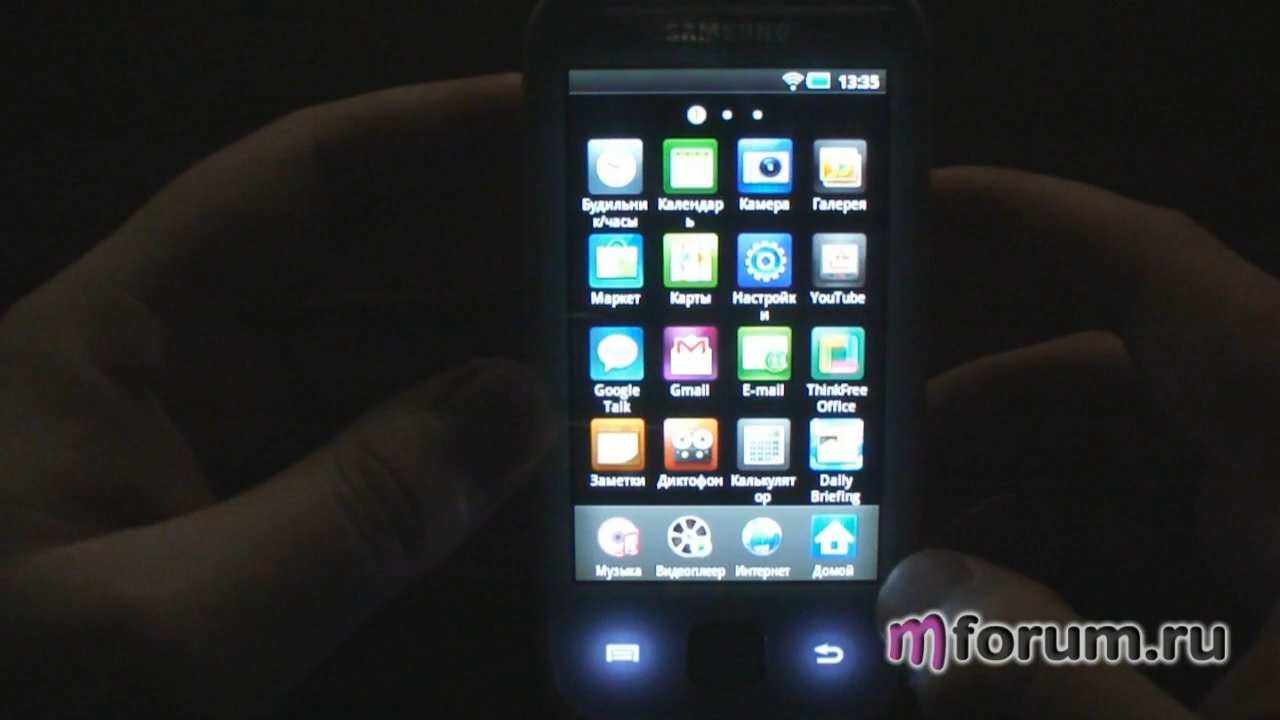 SAMSUNG
13:35
1
Будильни Календар Камера Галерея
к/часы ь
Маркет Карты Настройк YouTube
и
Google Gmail E-mail ThinkFree
Talk Office
Заметки Диктофон Калькулят Daily
ор Briefing
Музыка Видеоплеер Интернет Домой
mforum.ru